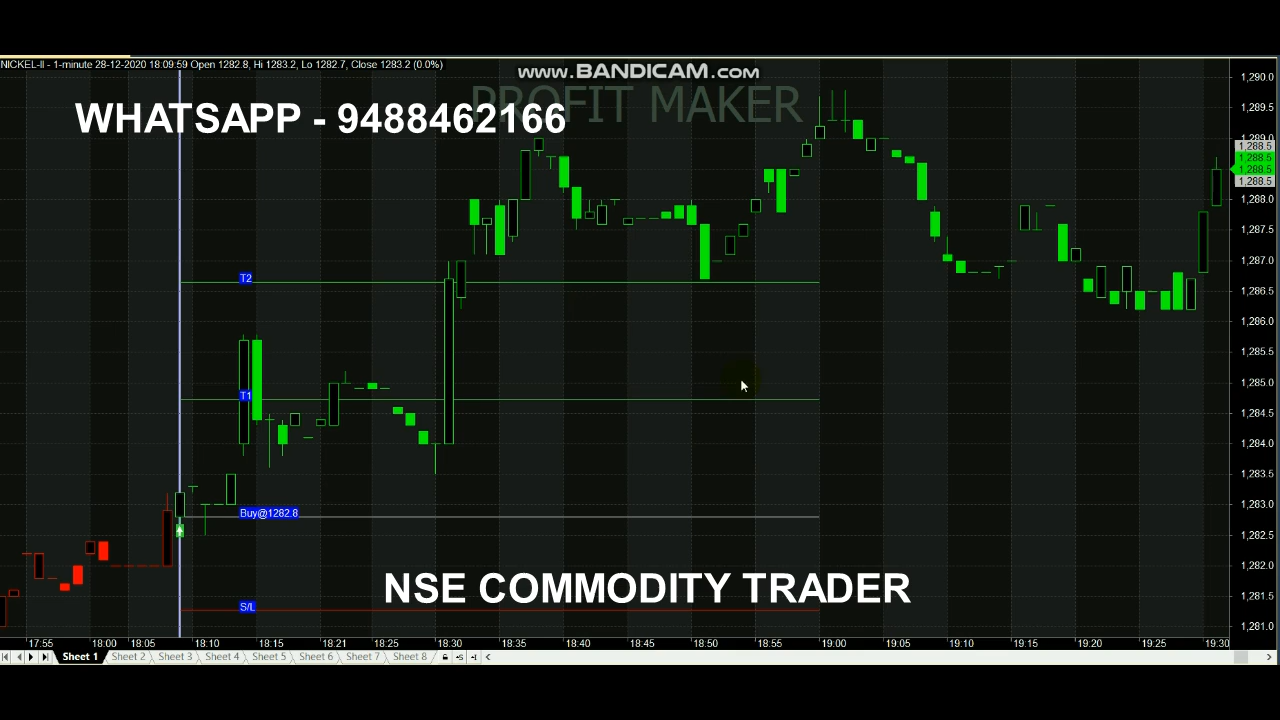 NICKEL-II - 1-minute 28-12-2020 18:09:59 Open 1282.8, Hi 1283.2, Lo 1282.7, Close 1283.2 (0.0%)
www.BANDICAM.com
PROFIT MAKER
WHATSAPP - 9488462166
1,290.0
1,289.5
1,289.0
1,288.5
1,288.5
1,288.5
1,288.5
1,288.0
1,287.5
1,287.0
T2
1,286.5
1,286.0
1,285.5
1,285.0
T1
1,284.5
1,284.0
1,283.5
1,283.0
Buy@1282.8
1,282.5
1,282.0
NSE COMMODITY TRADER
1,281.5
S/L
1,281.0
17:55 18:00 18:05 18:10 18:15 18:21 18:25 18:30 18:35 18:40 18:45 18:50 18:55 19:00 19:05 19:10 19:15 19:20 19:25 19:30
Sheet 1 Sheet 2 Sheet 3 Sheet 4 Sheet 5 Sheet 6 Sheet 7 Sheet 8